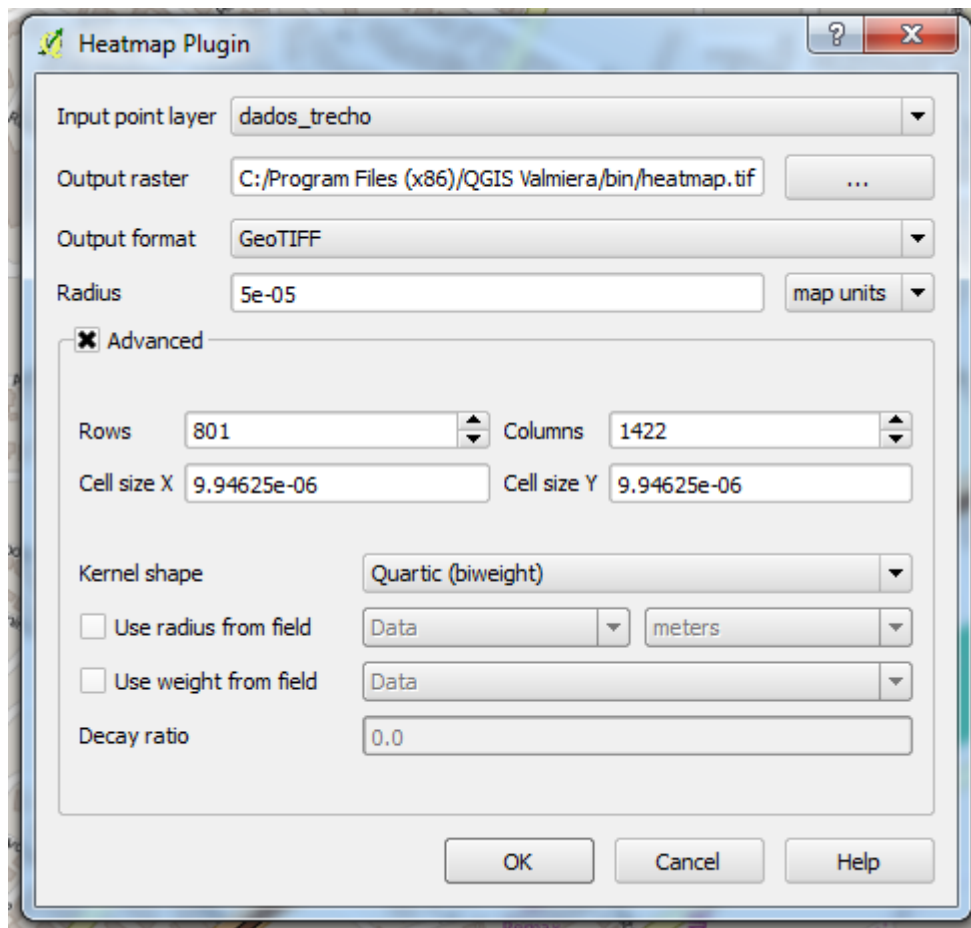 Heatmap Plugin
Input point layer dados_trecho
Output raster C:/Program Files (x86)/QGIS Valmiera/bin/heatmap.tif ...
Output format GeoTIFF
Radius 5e-05 map units
Advanced
Rows 801 Columns 1422
Cell size X 9.94625e-06 Cell size Y 9.94625e-06
Kernel shape Quartic (biweight)
Use radius from field Data meters
Use weight from field Data
Decay ratio 0.0
OK Cancel Help